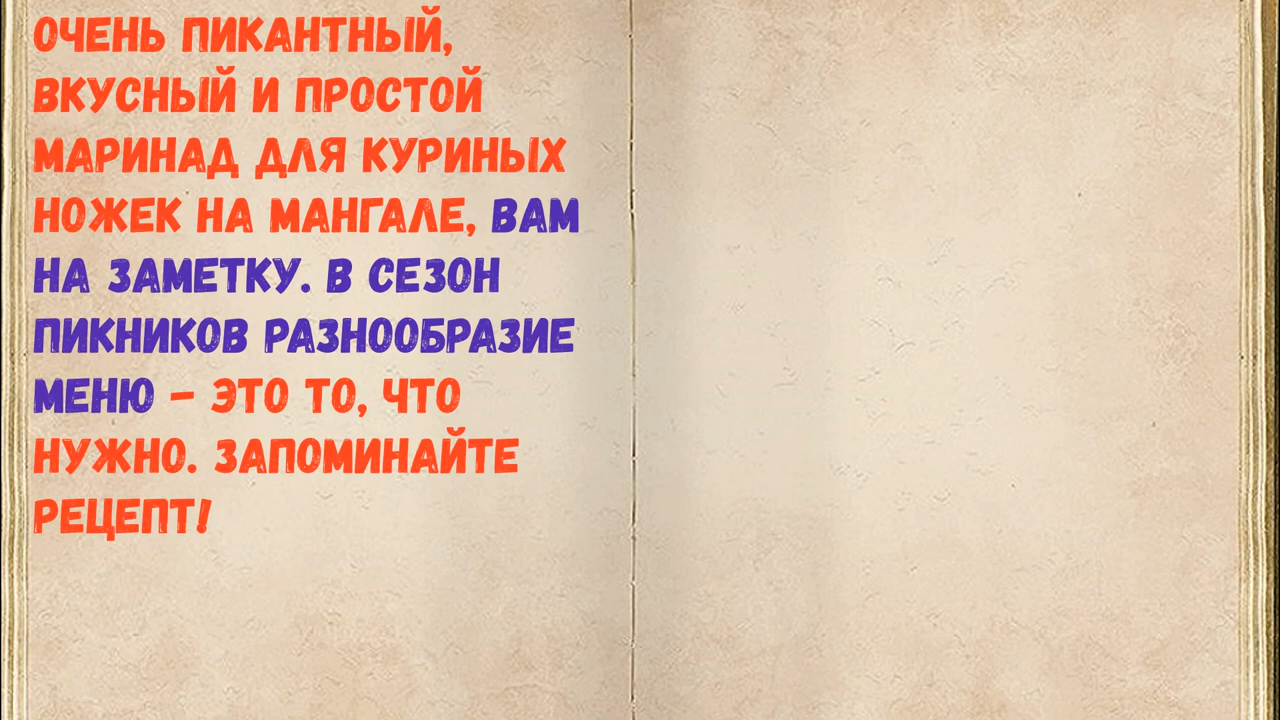 ОЧЕНЬ ПИКАНТНЫЙ,
ВКУСНЫЙ И ПРОСТОЙ
МАРИНАД ДЛЯ КУРИНЫХ
НОЖЕК НА МАНГАЛЕ, ВАМ
НА ЗАМЕТКУ. В СЕЗОН
ПИКНИКОВ РАЗНООБРАЗИЕ
МЕНЮ – ЭТО ТО, ЧТО
НУЖНО. ЗАПОМИНАЙТЕ
РЕЦЕПТ!